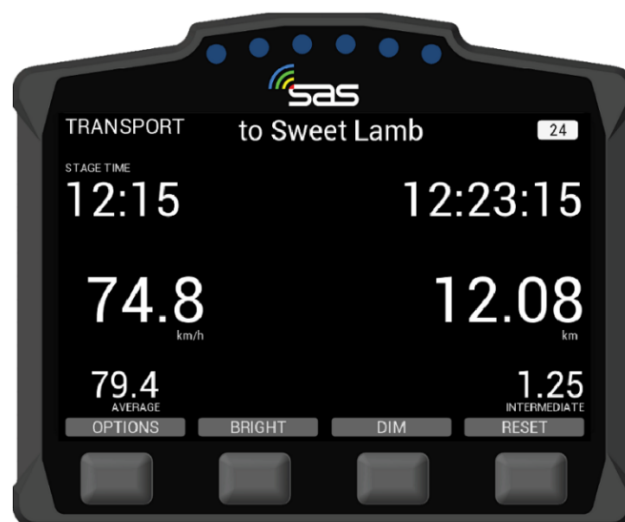 sas
TRANSPORT to Sweet Lamb 24
STAGE TIME
12:15 12:23:15
74.8 12.08
km/h km
79.4 1.25
AVERAGE INTERMEDIATE
OPTIONS BRIGHT DIM RESET